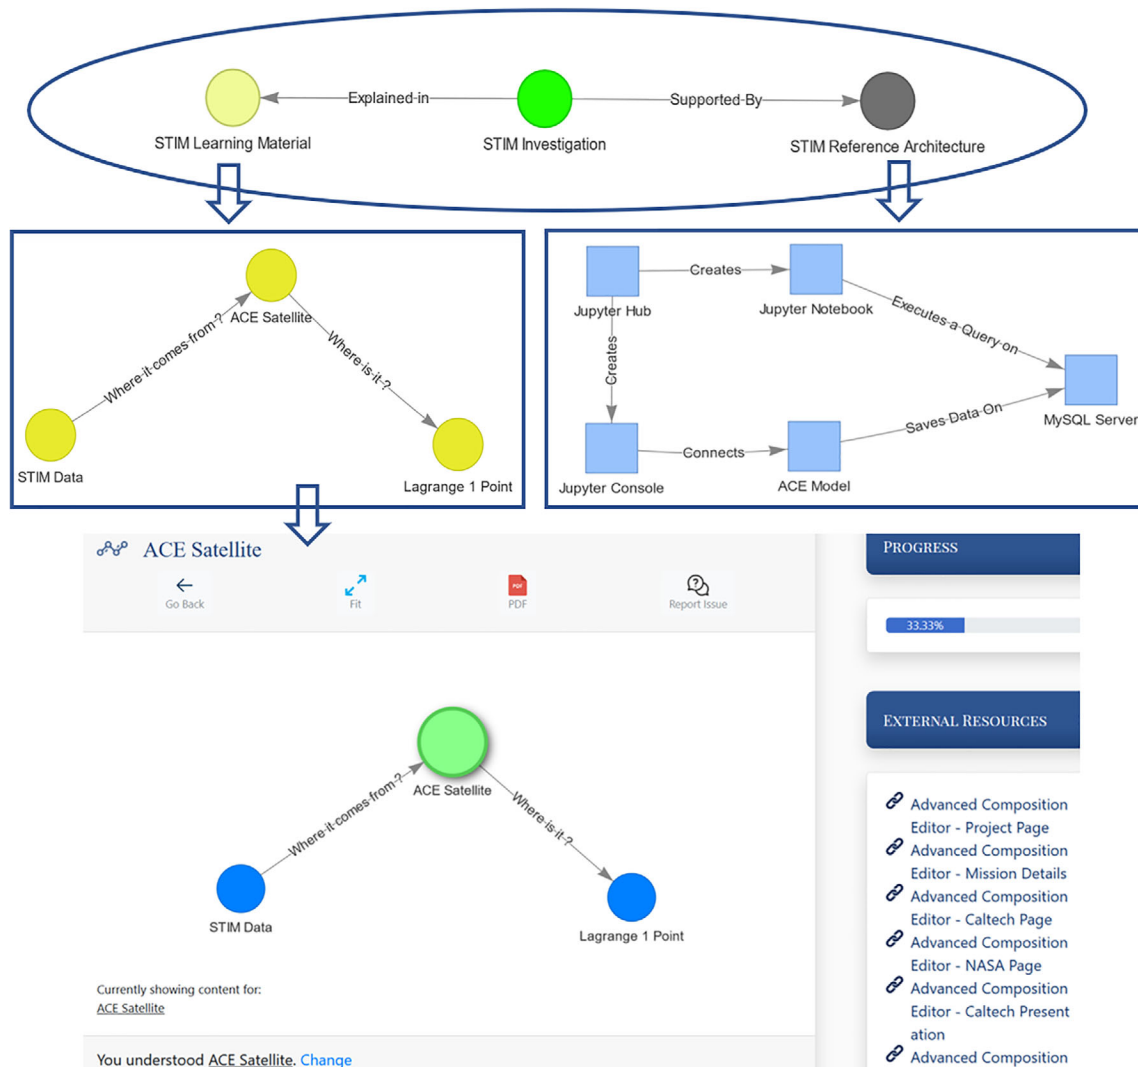 Explained-in
Supported-By
STIM Learning Material
STIM Investigation
STIM Reference Architecture
ACE Satellite
Where-it-comes-from-?
Where-is-it-?
STIM Data
Lagrange 1 Point
Creates
Jupyter Hub
Jupyter Notebook
Executes-a-Query-on
Creates
MySQL Server
Saves-Data-On
Connects
Jupyter Console
ACE Model
ACE Satellite
Go Back
Fit
PDF
PDF
Report Issue
PROGRESS
33.33%
EXTERNAL RESOURCES
ACE Satellite
Where-it-comes-from-?
Where-is-it-?
STIM Data
Lagrange 1 Point
Currently showing content for:
ACE Satellite
You understood ACE Satellite. Change
Advanced Composition
Editor - Project Page
Advanced Composition
Editor - Mission Details
Advanced Composition
Editor - Caltech Page
Advanced Composition
Editor - NASA Page
Advanced Composition
Editor - Caltech Present
ation
Advanced Composition